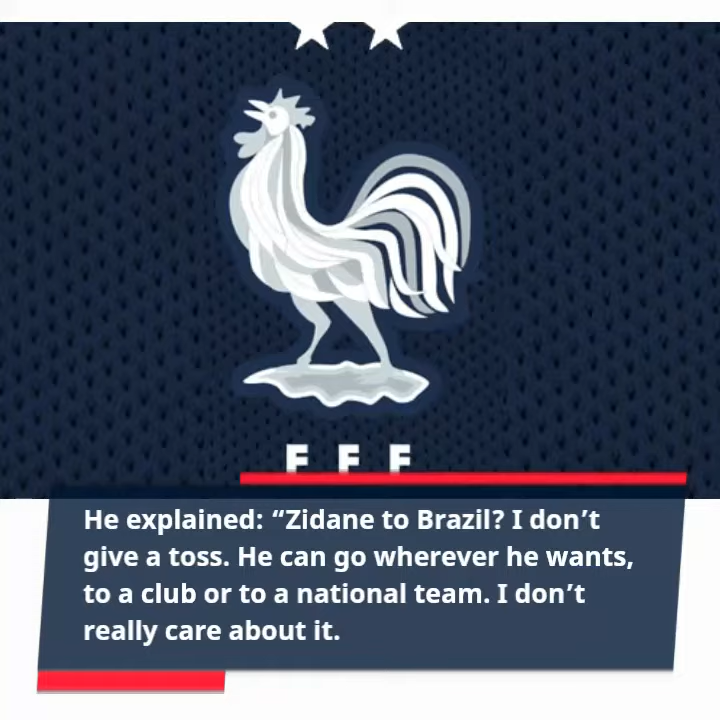 F F F
He explained: “Zidane to Brazil? I don’t
give a toss. He can go wherever he wants,
to a club or to a national team. I don’t
really care about it.